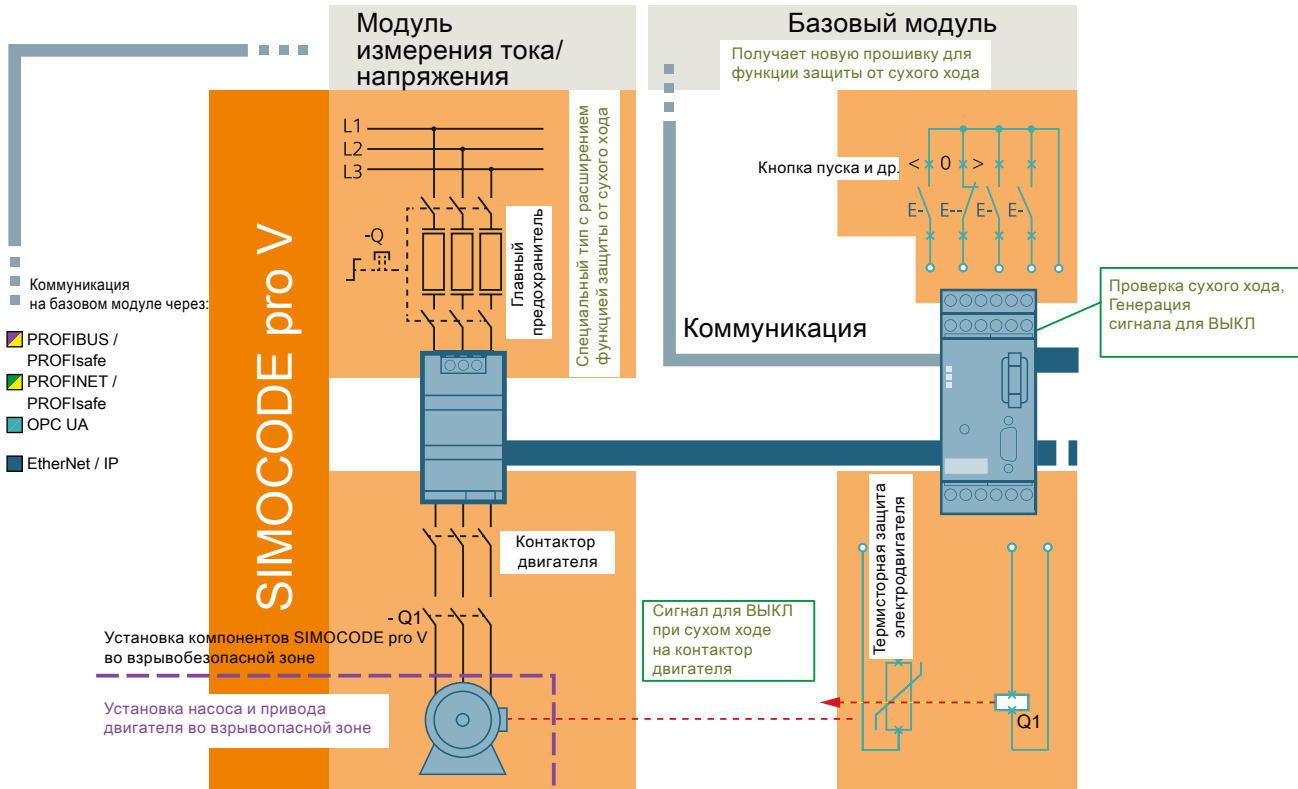 Модуль
измерения тока/
напряжения
Базовый модуль
Получает новую прошивку для
функции защиты от сухого хода
L1
L2
L3
-Q
Главный
предохранитель
Специальный тип с расширением
функцией защиты от сухого хода
Кнопка пуска и др.
< 0 >
E- E-- E- E-
SIMOCODE pro V
Коммуникация
на базовом модуле через:
PROFIBUS /
PROFIsafe
PROFINET /
PROFIsafe
OPC UA
EtherNet / IP
Коммуникация
Проверка сухого хода,
Генерация
сигнала для ВЫКЛ
Контактор
двигателя
- Q1
Термисторная защита
электродвигателя
Сигнал для ВЫКЛ
при сухом ходе
на контактор
двигателя
Q1
Установка компонентов SIMOCODE pro V
во взрывобезопасной зоне
Установка насоса и привода
двигателя во взрывоопасной зоне